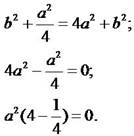 b² + a²/4 = 4a² + b²;
4a² − a²/4 = 0;
a²(4 − 1/4) = 0.